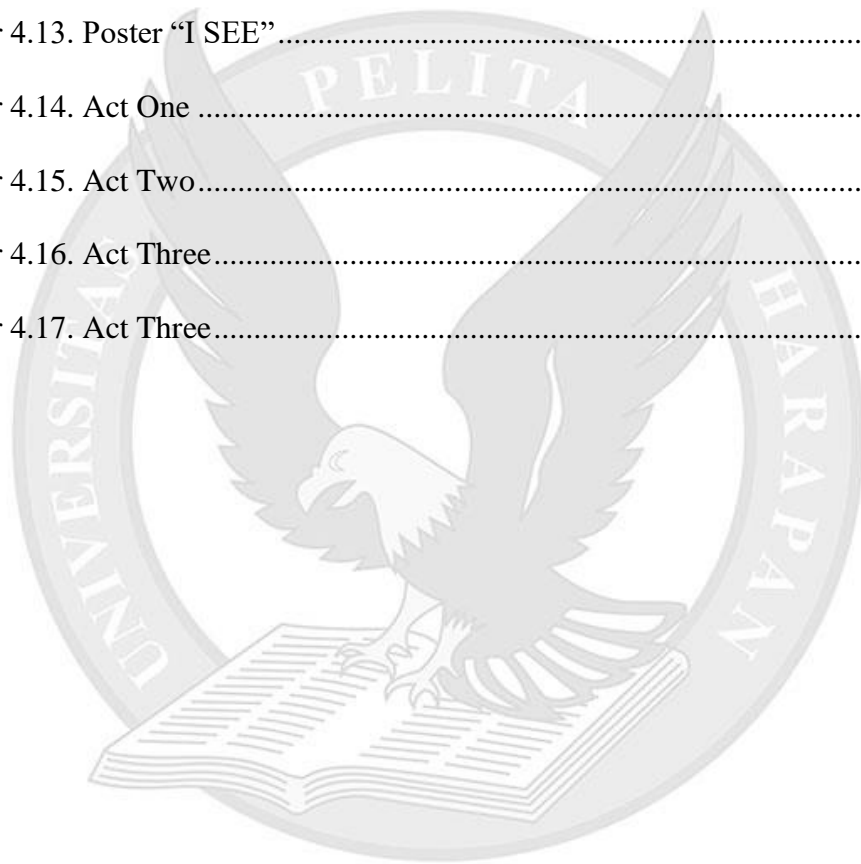 r 4.13. Poster “I SEE”................................................................................
r 4.14. Act One ..........................................................................................
r 4.15. Act Two..........................................................................................
r 4.16. Act Three........................................................................................
r 4.17. Act Three........................................................................................
UNIVERSITAS PELITA HARAPAN